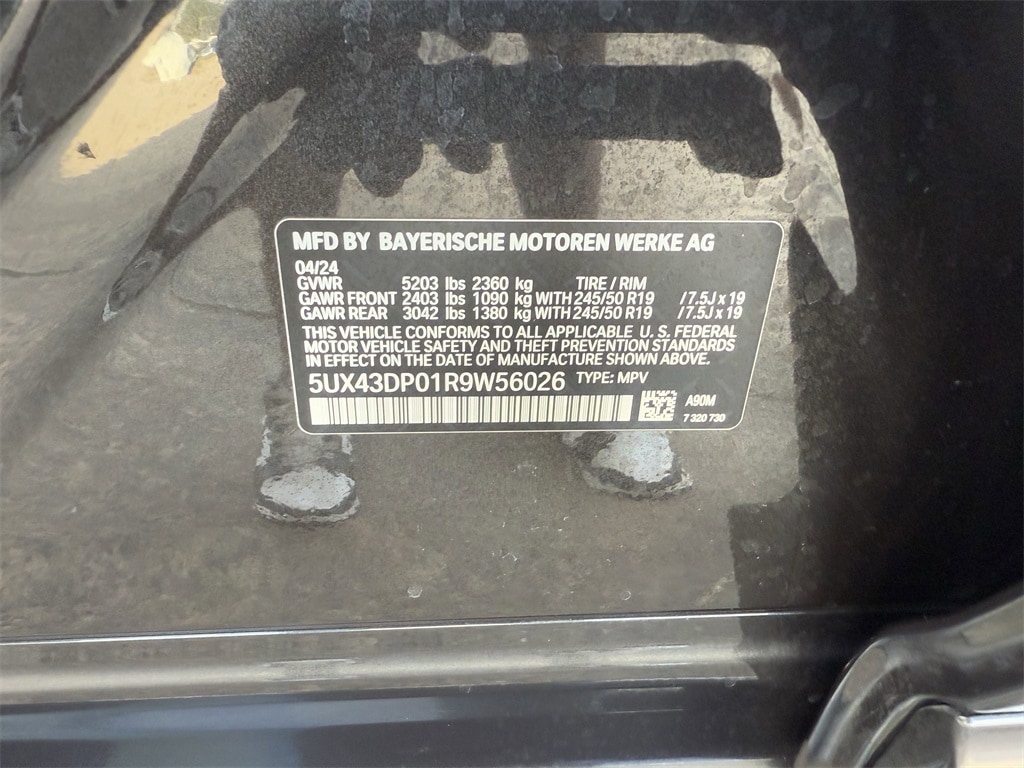 MFD BY BAYERISCHE MOTOREN WERKE AG
04/24
GVWR 5203 lbs 2360 kg TIRE / RIM
GAWR FRONT 2403 lbs 1090 kg WITH 245/50 R19 / 7.5J x 19
GAWR REAR 3042 lbs 1380 kg WITH 245/50 R19 / 7.5J x 19
THIS VEHICLE CONFORMS TO ALL APPLICABLE U. S. FEDERAL
MOTOR VEHICLE SAFETY AND THEFT PREVENTION STANDARDS
IN EFFECT ON THE DATE OF MANUFACTURE SHOWN ABOVE.
5UX43DP01R9W56026 TYPE: MPV
A90M
7 320 730